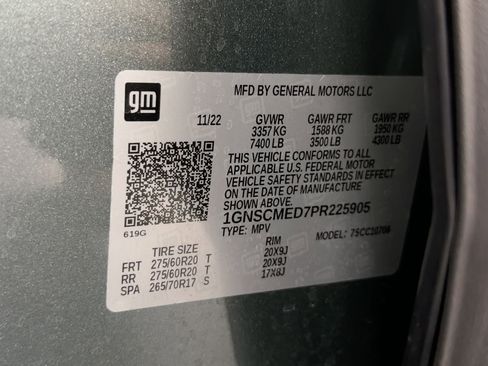 gm
MFD BY GENERAL MOTORS LLC
11/22 GVWR GAWR FRT GAWR RR
3357 KG 1588 KG 1950 KG
7400 LB 3500 LB 4300 LB
THIS VEHICLE CONFORMS TO ALL
APPLICABLE U.S. FEDERAL MOTOR
VEHICLE SAFETY STANDARDS IN EFFECT
ON THE DATE OF MANUFACTURE
SHOWN ABOVE.
1GNSCMED7PR225905
619G
TYPE: MPV MODEL:
TIRE SIZE RIM
FRT 275/60R20 T 20X9J
RR 275/60R20 T 20X9J
SPA 265/70R17 S 17X8J